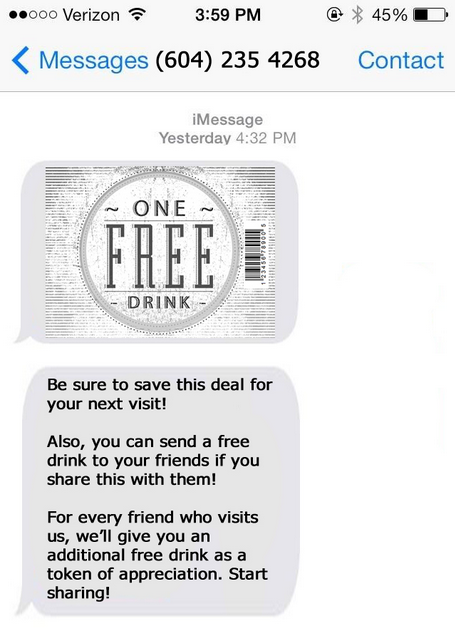 Verizon 3:59 PM 45%
Messages (604) 235 4268 Contact
iMessage
Yesterday 4:32 PM
~ ONE ~
FREE
- DRINK -
Be sure to save this deal for
your next visit!
Also, you can send a free
drink to your friends if you
share this with them!
For every friend who visits
us, we’ll give you an
additional free drink as a
token of appreciation. Start
sharing!